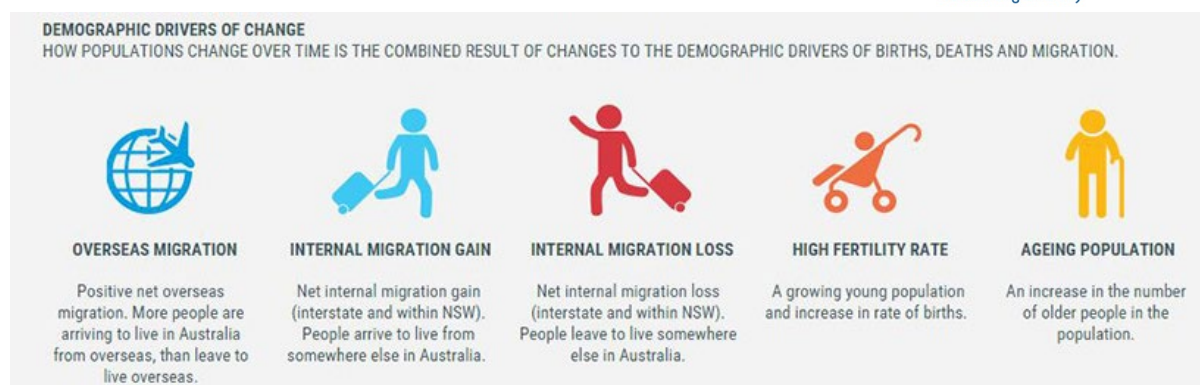 DEMOGRAPHIC DRIVERS OF CHANGE
HOW POPULATIONS CHANGE OVER TIME IS THE COMBINED RESULT OF CHANGES TO THE DEMOGRAPHIC DRIVERS OF BIRTHS, DEATHS AND MIGRATION.
OVERSEAS MIGRATION
Positive net overseas
migration. More people are
arriving to live in Australia
from overseas, than leave to
live overseas.
INTERNAL MIGRATION GAIN
Net internal migration gain
(interstate and within NSW).
People arrive to live from
somewhere else in Australia.
INTERNAL MIGRATION LOSS
Net internal migration loss
(interstate and within NSW).
People leave to live somewhere
else in Australia.
HIGH FERTILITY RATE
A growing young population
and increase in rate of births.
AGEING POPULATION
An increase in the number
of older people in the
population.